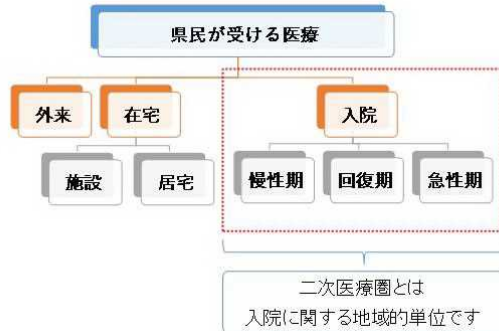 県民が受ける医療
外来
在宅
入院
施設
居宅
慢性期
回復期
急性期
二次医療圏とは
入院に関する地域的単位です